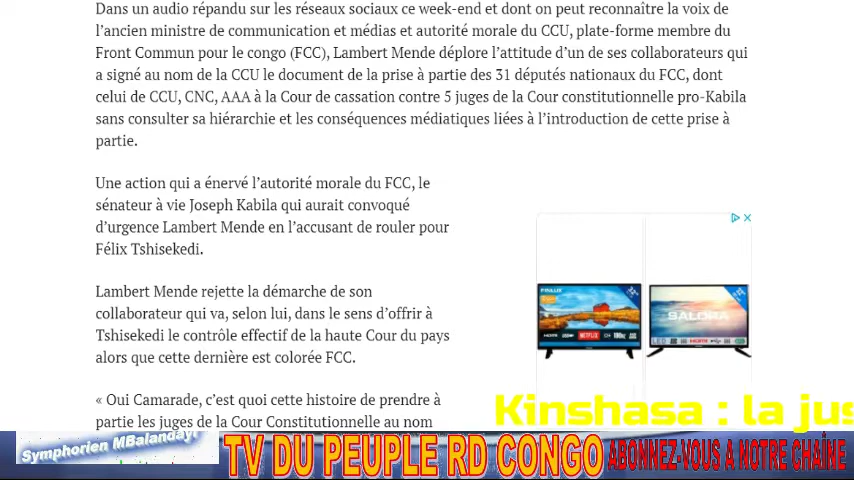 Dans un audio répandu sur les réseaux sociaux ce week-end et dont on peut reconnaître la voix de
l'ancien ministre de communication et médias et autorité morale du CCU, plate-forme membre du
Front Commun pour le congo (FCC), Lambert Mende déplore l'attitude d'un de ses collaborateurs qui
a signé au nom de la CCU le document de la prise à partie des 31 députés nationaux du FCC, dont
celui de CCU, CNC, AAA à la Cour de cassation contre 5 juges de la Cour constitutionnelle pro-Kabila
sans consulter sa hiérarchie et les conséquences médiatiques liées à l'introduction de cette prise à
partie.
Une action qui a énervé l'autorité morale du FCC, le
sénateur à vie Joseph Kabila qui aurait convoqué
d'urgence Lambert Mende en l'accusant de rouler pour
Félix Tshisekedi.
Lambert Mende rejette la démarche de son
collaborateur qui va, selon lui, dans le sens d'offrir à
Tshisekedi le contrôle effectif de la haute Cour du pays
alors que cette dernière est colorée FCC.
« Oui Camarade, c'est quoi cette histoire de prendre à
partie les juges de la Cour Constitutionnelle au nom
FINLUX
NETFLIX
SALORA
LED
Kinshasa : la jus
Symphorien MBalandayi
TV DU PEUPLE RD CONGO
ABONNEZ-VOUS A NOTRE CHAÎNE